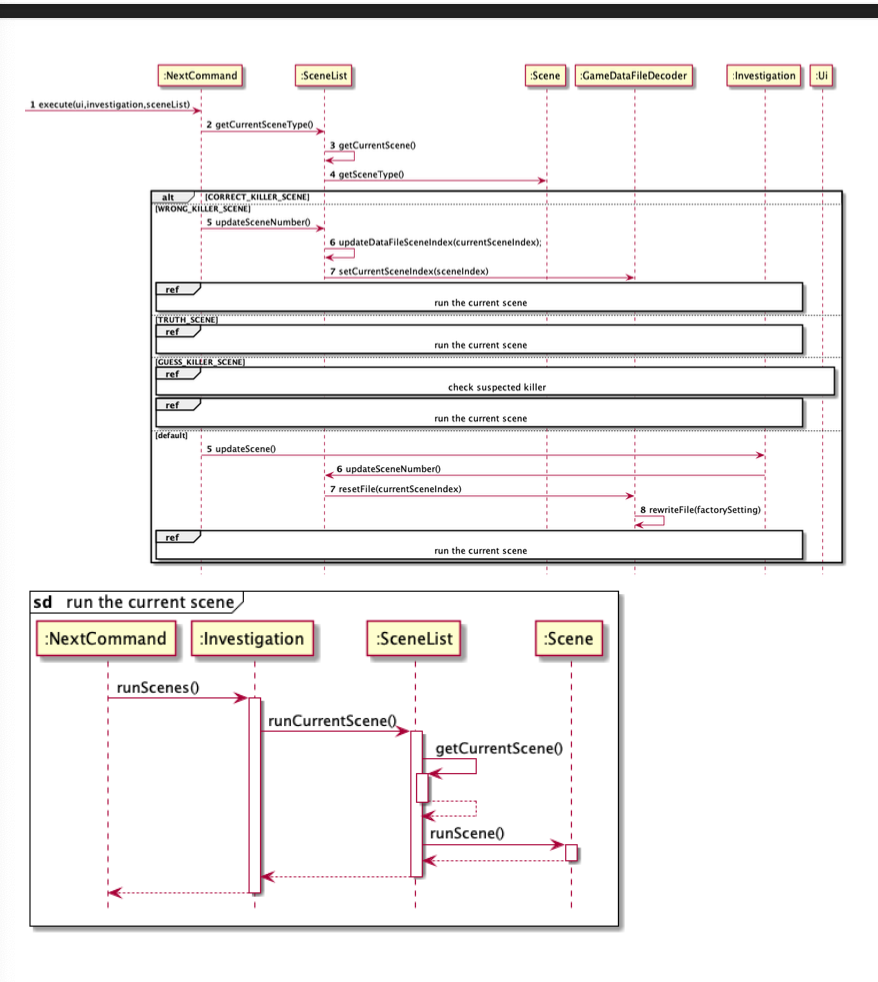 :NextCommand :SceneList :Scene :GameDataFileDecoder :Investigation :Ui
1 execute(ui,investigation,sceneList)
2 getCurrentSceneType()
3 getCurrentScene()
4 getSceneType()
alt [CORRECT_KILLER_SCENE]
[WRONG_KILLER_SCENE]
5 updateSceneNumber()
6 updateDataFileSceneIndex(currentSceneIndex);
7 setCurrentSceneIndex(sceneIndex)
ref
run the current scene
[TRUTH_SCENE]
ref
run the current scene
[GUESS_KILLER_SCENE]
ref
check suspected killer
ref
run the current scene
[default]
5 updateScene()
6 updateSceneNumber()
7 resetFile(currentSceneIndex)
8 rewriteFile(factorySetting)
ref
run the current scene
sd run the current scene
:NextCommand :Investigation :SceneList :Scene
runScenes()
runCurrentScene()
getCurrentScene()
runScene()